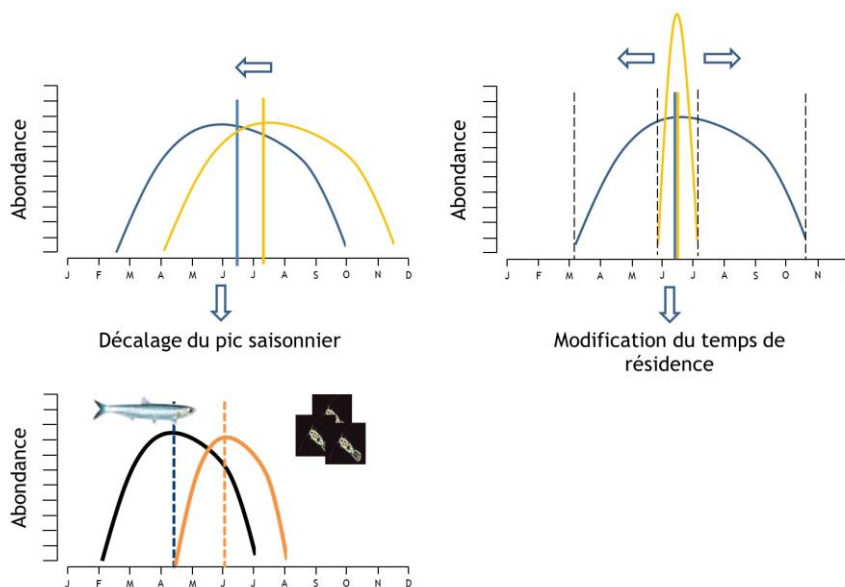 Abondance
J F M A M J J A S O N D
Décalage du pic saisonnier
Abondance
J F M A M J J A S O N
Modification du temps de
résidence
Abondance
J F M A M J J A S O N D